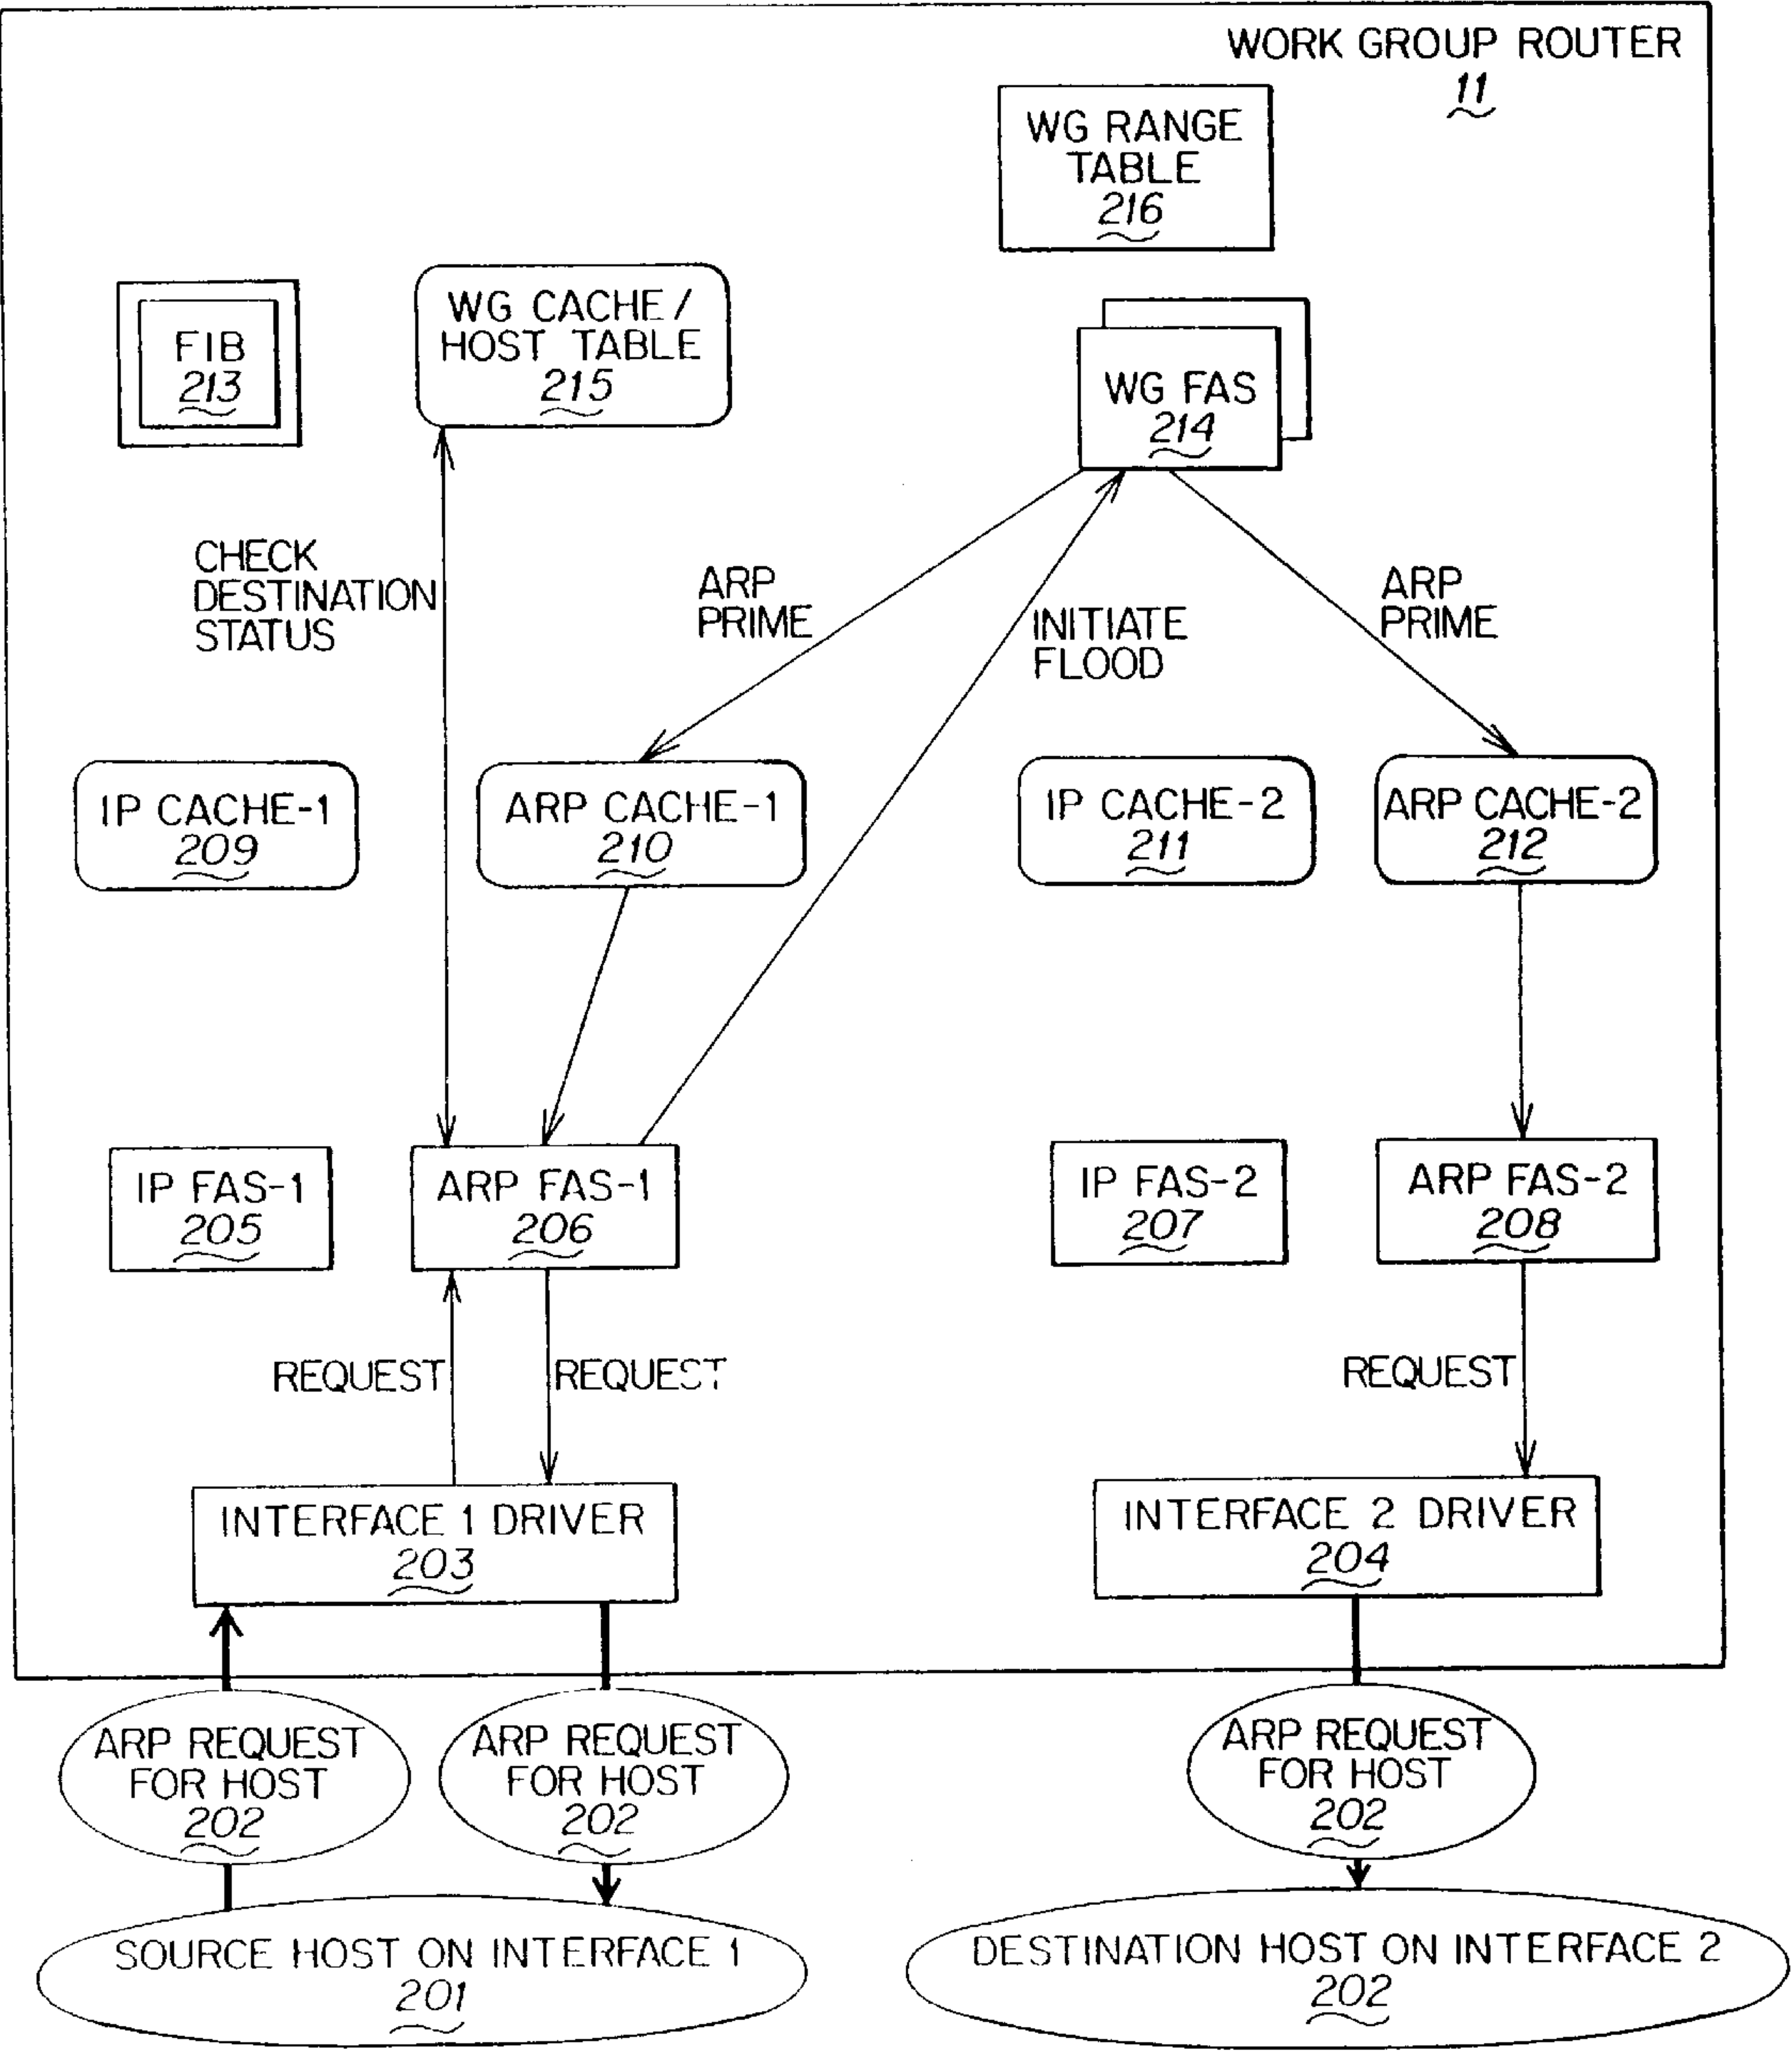 WORK GROUP ROUTER
11
WG RANGE
TABLE
216
FIB
213
WG CACHE/
HOST TABLE
215
WG FAS
214
CHECK
DESTINATION
STATUS
ARP
PRIME
INITIATE
FLOOD
ARP
PRIME
IP CACHE-1
209
ARP CACHE-1
210
IP CACHE-2
211
ARP CACHE-2
212
IP FAS-1
205
ARP FAS-1
206
IP FAS-2
207
ARP FAS-2
208
REQUEST
REQUEST
REQUEST
INTERFACE 1 DRIVER
203
INTERFACE 2 DRIVER
204
ARP REQUEST
FOR HOST
202
ARP REQUEST
FOR HOST
202
ARP REQUEST
FOR HOST
202
SOURCE HOST ON INTERFACE 1
201
DESTINATION HOST ON INTERFACE 2
202